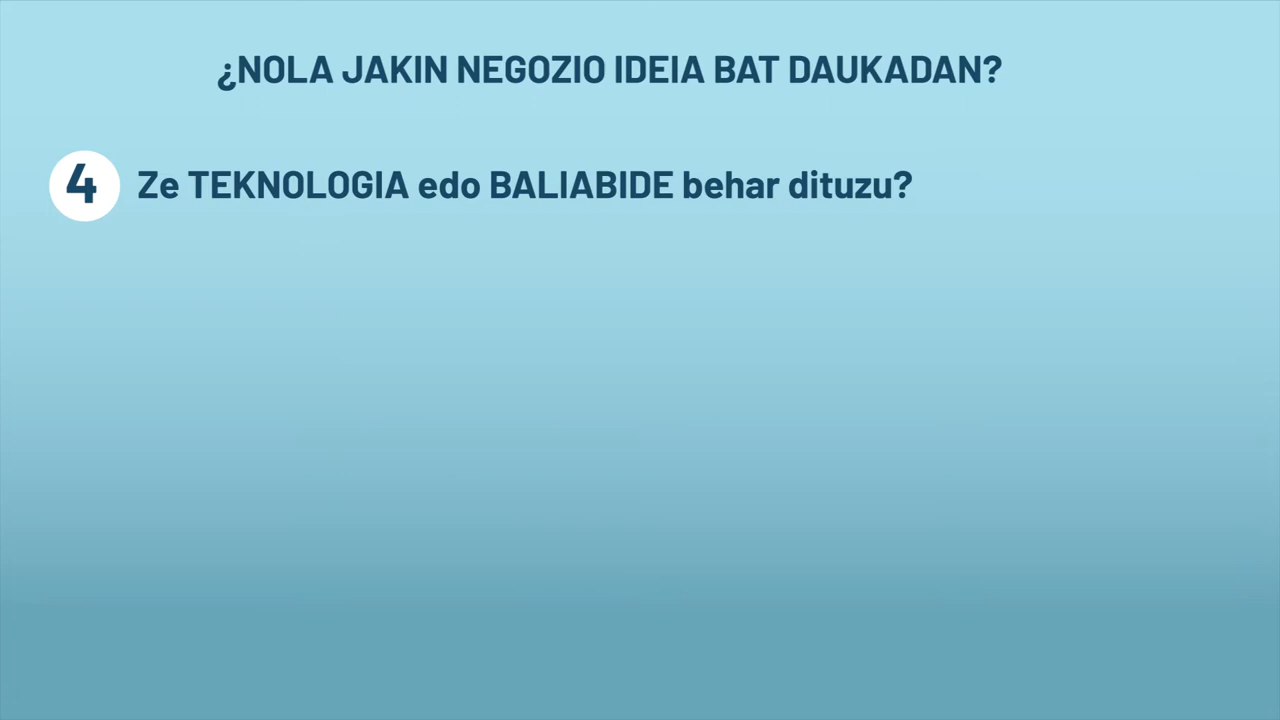 ¿NOLA JAKIN NEGOZIO IDEIA BAT DAUKADAN?
4 Ze TEKNOLOGIA edo BALIABIDE behar dituzu?